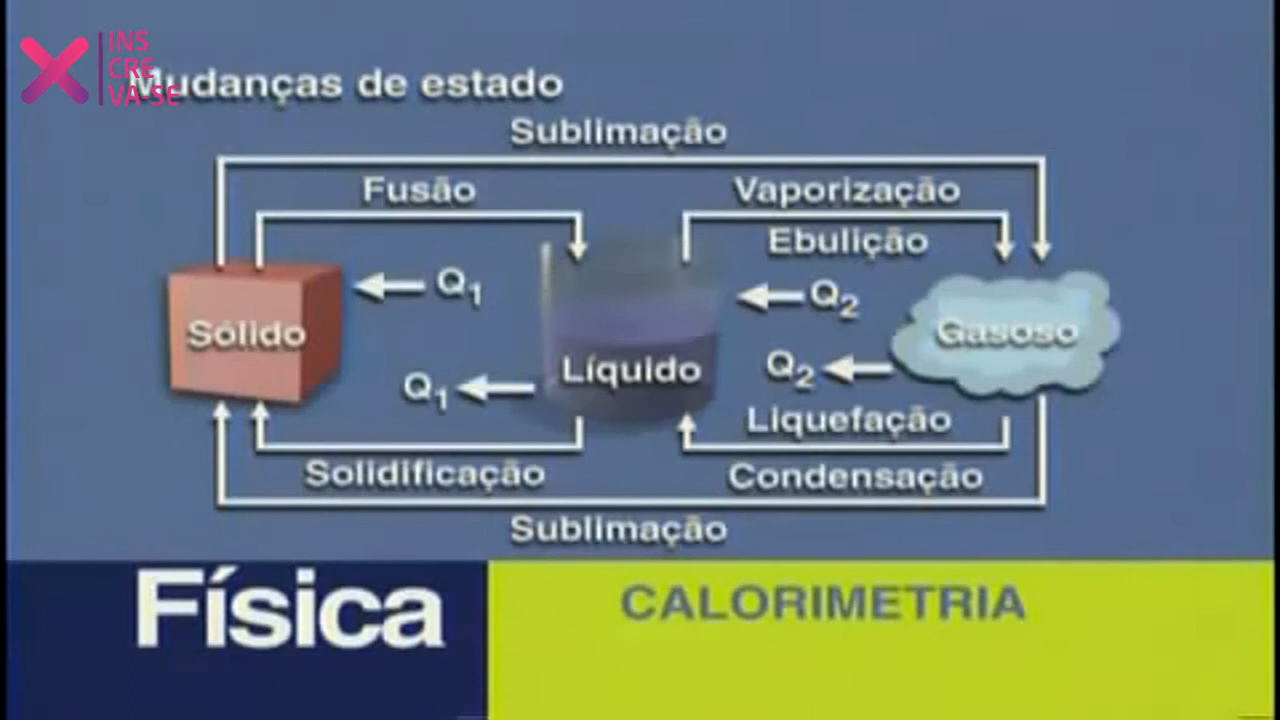 INS
CRE
VA-SE
Mudanças de estado
Sublimação
Fusão
Vaporização
Ebulição
Q1
Q2
Sólido
Gasoso
Líquido
Q2
Q1
Liquefação
Solidificação
Condensação
Sublimação
Física
CALORIMETRIA